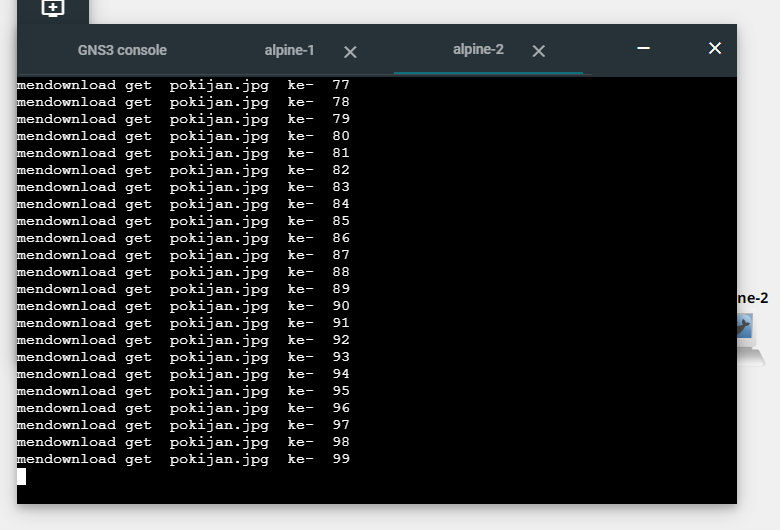 GNS3 console alpine-1 alpine-2
mendownload get pokijan.jpg ke- 77
mendownload get pokijan.jpg ke- 78
mendownload get pokijan.jpg ke- 79
mendownload get pokijan.jpg ke- 80
mendownload get pokijan.jpg ke- 81
mendownload get pokijan.jpg ke- 82
mendownload get pokijan.jpg ke- 83
mendownload get pokijan.jpg ke- 84
mendownload get pokijan.jpg ke- 85
mendownload get pokijan.jpg ke- 86
mendownload get pokijan.jpg ke- 87
mendownload get pokijan.jpg ke- 88
mendownload get pokijan.jpg ke- 89
mendownload get pokijan.jpg ke- 90
mendownload get pokijan.jpg ke- 91
mendownload get pokijan.jpg ke- 92
mendownload get pokijan.jpg ke- 93
mendownload get pokijan.jpg ke- 94
mendownload get pokijan.jpg ke- 95
mendownload get pokijan.jpg ke- 96
mendownload get pokijan.jpg ke- 97
mendownload get pokijan.jpg ke- 98
mendownload get pokijan.jpg ke- 99
ne-2